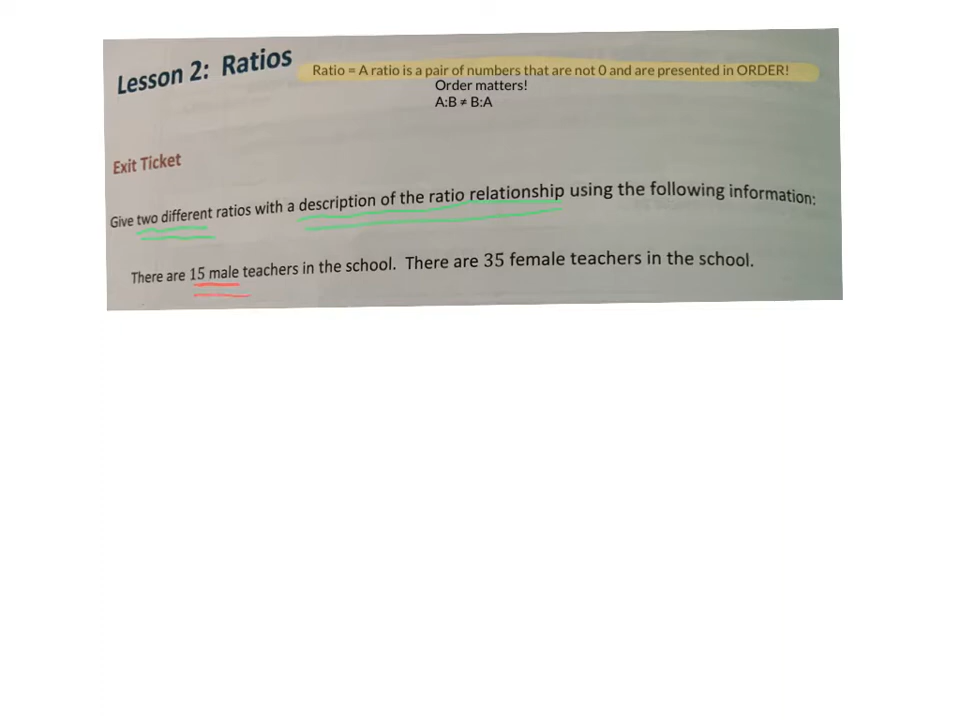 Lesson 2: Ratios
Ratio = A ratio is a pair of numbers that are not 0 and are presented in ORDER!
Order matters!
A:B ≠ B:A
Exit Ticket
Give two different ratios with a description of the ratio relationship using the following information:
There are 15 male teachers in the school. There are 35 female teachers in the school.